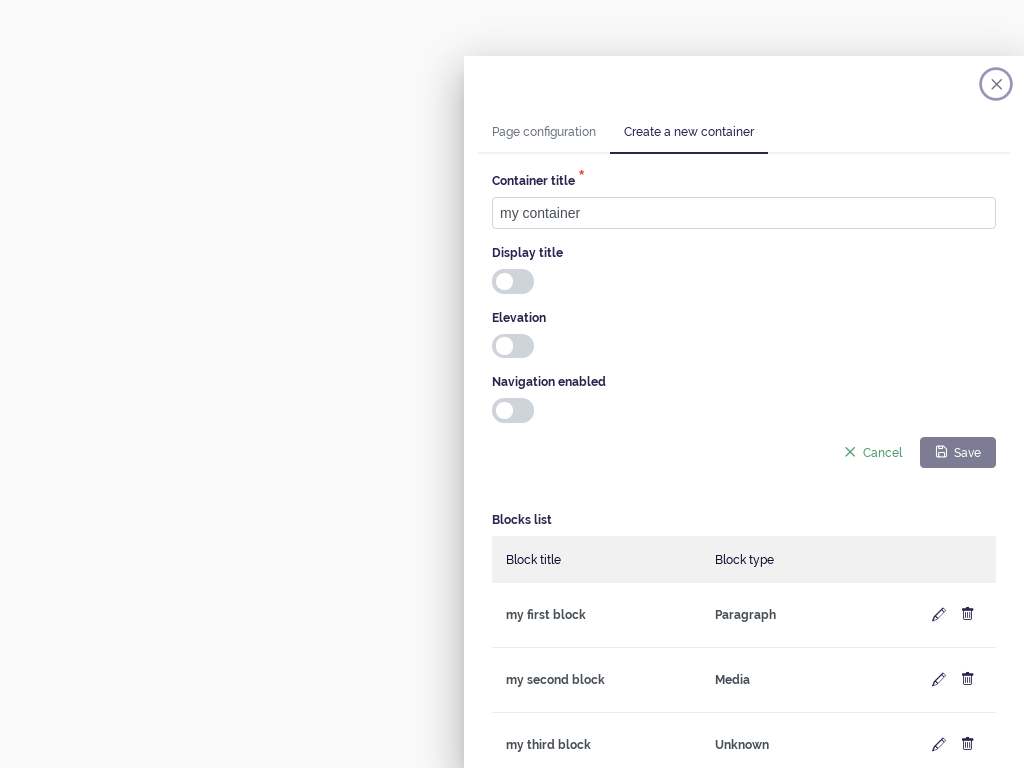 Page configuration
Create a new container
Container title *
my container
Display title
Elevation
Navigation enabled
Cancel
Save
Blocks list
Block title Block type
my first block Paragraph
my second block Media
my third block Unknown